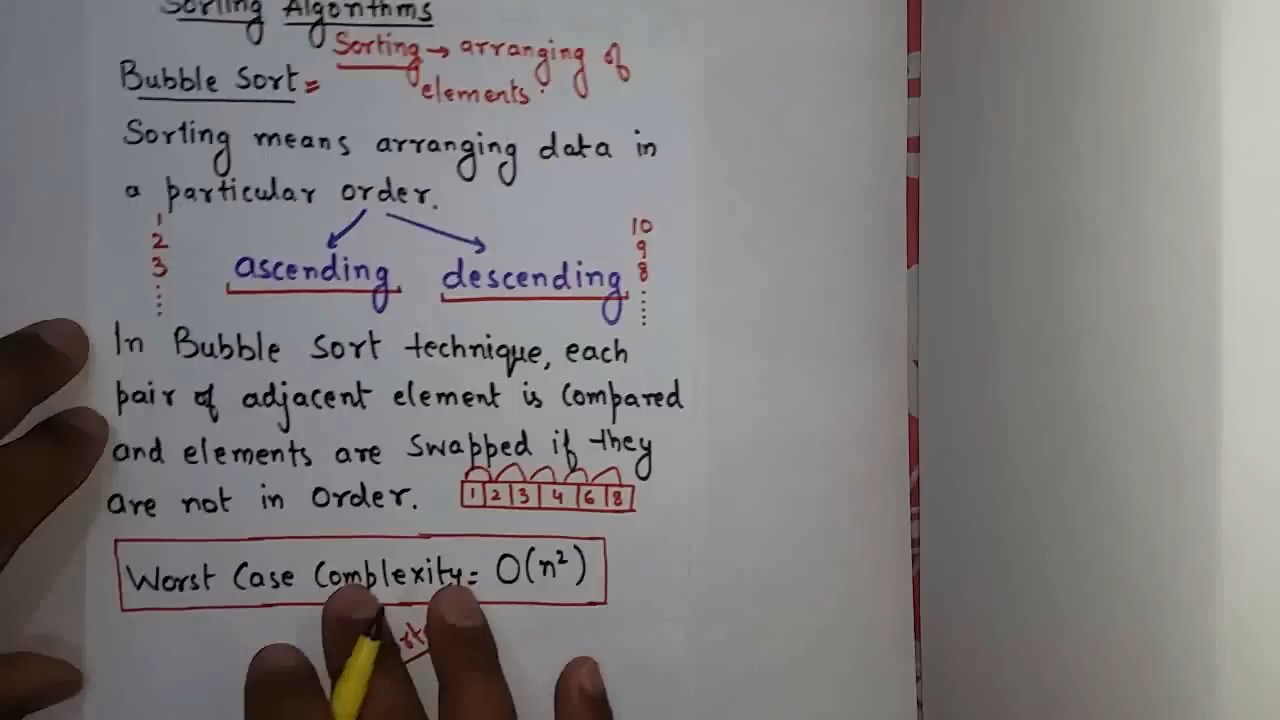 Sorting Algorithms
Sorting → arranging of
elements.
Bubble Sort =
Sorting means arranging data in
a particular order.
1
2
3
⋮
ascending
descending
10
9
8
⋮
In Bubble Sort technique, each
pair of adjacent element is compared
and elements are swapped if they
are not in order.
1 2 3 4 6 8
Worst Case Complexity = O(n²)